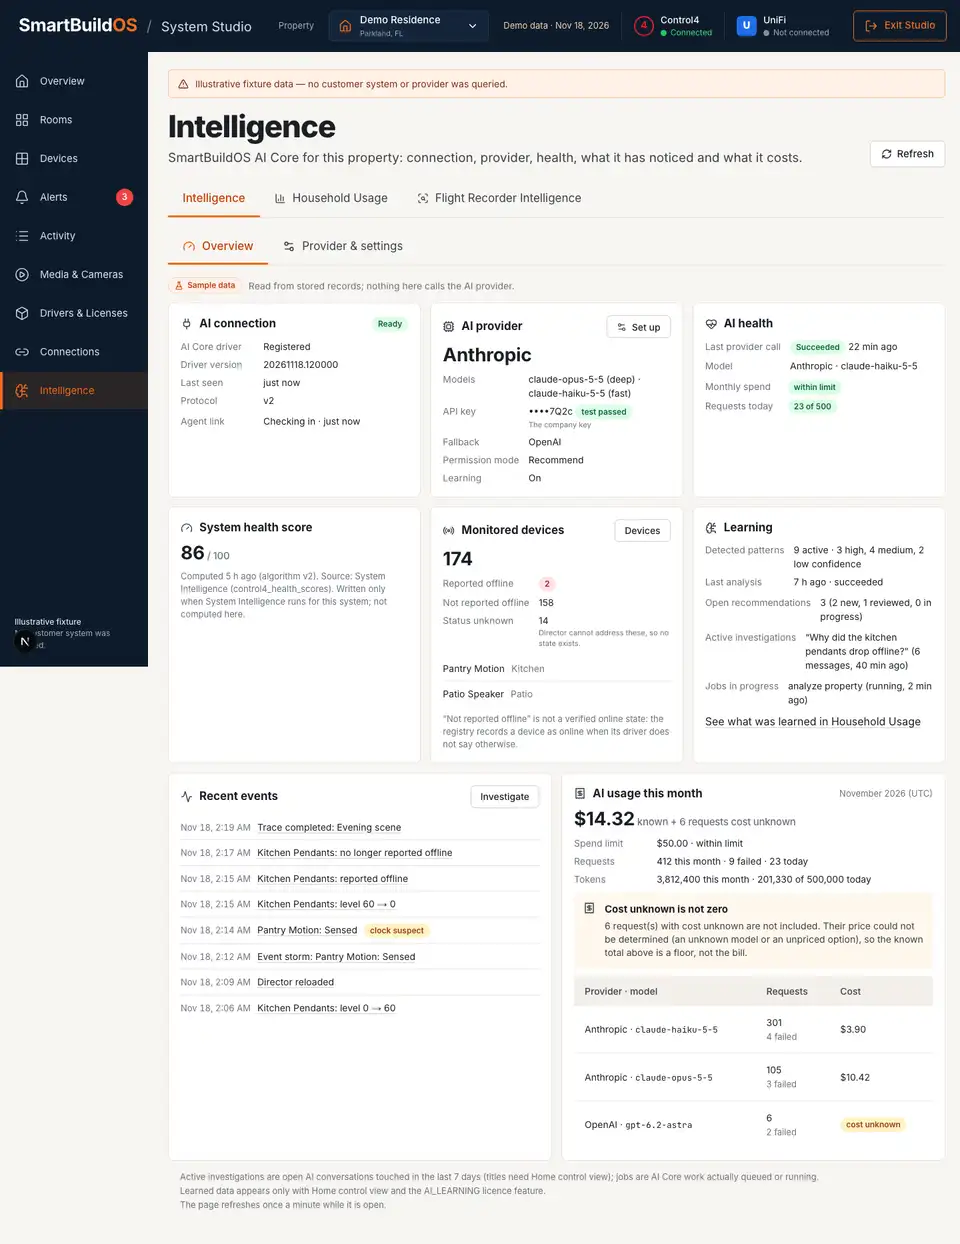 SmartBuildOS / System Studio
Property
Demo Residence
Parkland, FL
Demo data · Nov 18, 2026
4
Control4
Connected
U
UniFi
Not connected
Exit Studio
Overview
Rooms
Devices
Alerts
3
Activity
Media & Cameras
Drivers & Licenses
Connections
Intelligence
Illustrative fixture
customer system was
N
Illustrative fixture data — no customer system or provider was queried.
Intelligence
SmartBuildOS AI Core for this property: connection, provider, health, what it has noticed and what it costs.
Refresh
Intelligence
Household Usage
Flight Recorder Intelligence
Overview
Provider & settings
Sample data
Read from stored records; nothing here calls the AI provider.
AI connection
Ready
AI Core driver Registered
Driver version 20261118.120000
Last seen just now
Protocol v2
Agent link Checking in · just now
AI provider
Set up
Anthropic
Models claude-opus-5-5 (deep) ·
claude-haiku-5-5 (fast)
API key ••••7Q2c test passed
The company key
Fallback OpenAI
Permission mode Recommend
Learning On
AI health
Last provider call Succeeded 22 min ago
Model Anthropic · claude-haiku-5-5
Monthly spend within limit
Requests today 23 of 500
System health score
86 / 100
Computed 5 h ago (algorithm v2). Source: System
Intelligence (control4_health_scores). Written only
when System Intelligence runs for this system; not
computed here.
Monitored devices
Devices
174
Reported offline 2
Not reported offline 158
Status unknown 14
Director cannot address these, so no
state exists.
Pantry Motion Kitchen
Patio Speaker Patio
"Not reported offline" is not a verified online state: the
registry records a device as online when its driver does
not say otherwise.
Learning
Detected patterns 9 active · 3 high, 4 medium, 2
low confidence
Last analysis 7 h ago · succeeded
Open recommendations 3 (2 new, 1 reviewed, 0 in
progress)
Active investigations "Why did the kitchen
pendants drop offline?" (6
messages, 40 min ago)
Jobs in progress analyze property (running, 2 min
ago)
See what was learned in Household Usage
Recent events
Investigate
Nov 18, 2:19 AM Trace completed: Evening scene
Nov 18, 2:17 AM Kitchen Pendants: no longer reported offline
Nov 18, 2:15 AM Kitchen Pendants: reported offline
Nov 18, 2:15 AM Kitchen Pendants: level 60 → 0
Nov 18, 2:14 AM Pantry Motion: Sensed clock suspect
Nov 18, 2:12 AM Event storm: Pantry Motion: Sensed
Nov 18, 2:09 AM Director reloaded
Nov 18, 2:06 AM Kitchen Pendants: level 0 → 60
AI usage this month
November 2026 (UTC)
$14.32 known + 6 requests cost unknown
Spend limit $50.00 · within limit
Requests 412 this month · 9 failed · 23 today
Tokens 3,812,400 this month · 201,330 of 500,000 today
Cost unknown is not zero
6 request(s) with cost unknown are not included. Their price could not
be determined (an unknown model or an unpriced option), so the known
total above is a floor, not the bill.
Provider · model Requests Cost
Anthropic · claude-haiku-5-5 301 $3.90
4 failed
Anthropic · claude-opus-5-5 105 $10.42
3 failed
OpenAI · gpt-6.2-astra 6 cost unknown
2 failed
Active investigations are open AI conversations touched in the last 7 days (titles need Home control view); jobs are AI Core work actually queued or running.
Learned data appears only with Home control view and the AI_LEARNING licence feature.
The page refreshes once a minute while it is open.